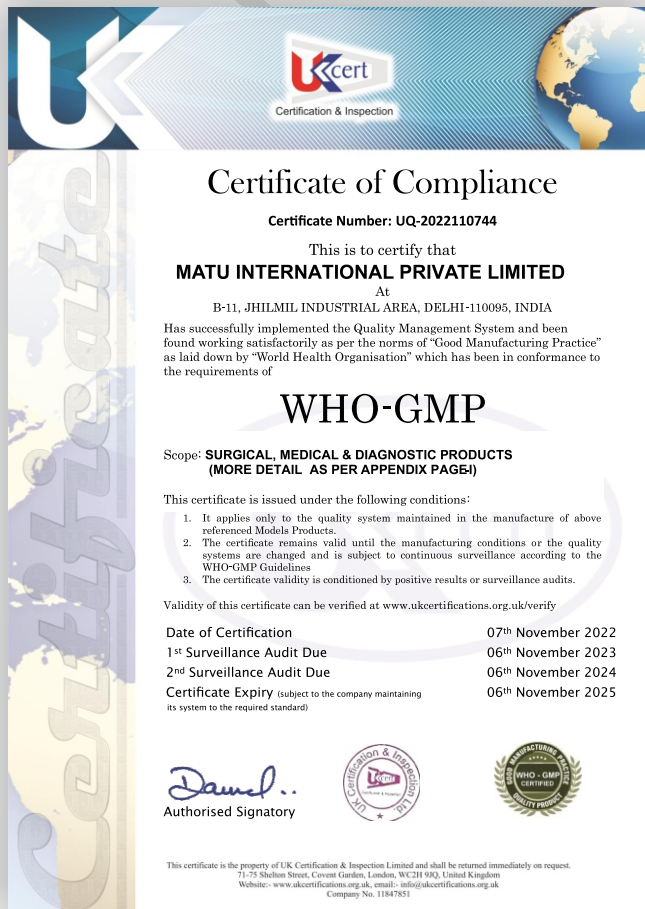 UKcert
Certification & Inspection
Certificate of Compliance
Certificate Number: UQ-2022110744
This is to certify that
MATU INTERNATIONAL PRIVATE LIMITED
At
B-11, JHILMIL INDUSTRIAL AREA, DELHI-110095, INDIA
Has successfully implemented the Quality Management System and been
found working satisfactorily as per the norms of “Good Manufacturing Practice”
as laid down by “World Health Organisation” which has been in conformance to
the requirements of
WHO-GMP
Scope: SURGICAL, MEDICAL & DIAGNOSTIC PRODUCTS
(MORE DETAIL AS PER APPENDIX PAGE-I)
This certificate is issued under the following conditions:
1. It applies only to the quality system maintained in the manufacture of above
referenced Models Products.
2. The certificate remains valid until the manufacturing conditions or the quality
systems are changed and is subject to continuous surveillance according to the
WHO-GMP Guidelines
3. The certificate validity is conditioned by positive results or surveillance audits.
Validity of this certificate can be verified at www.ukcertifications.org.uk/verify
Date of Certification 07th November 2022
1st Surveillance Audit Due 06th November 2023
2nd Surveillance Audit Due 06th November 2024
Certificate Expiry (subject to the company maintaining 06th November 2025
its system to the required standard)
Authorised Signatory
UK Certification & Inspection Ltd.
UKcert
GOOD MANUFACTURING PRACTICE
WHO - GMP
CERTIFIED
QUALITY PRODUCT
Certificate
This certificate is the property of UK Certification & Inspection Limited and shall be returned immediately on request.
71-75 Shelton Street, Covent Garden, London, WC2H 9JQ, United Kingdom
Website:- www.ukcertifications.org.uk, email:- info@ukcertifications.org.uk
Company No. 11847851